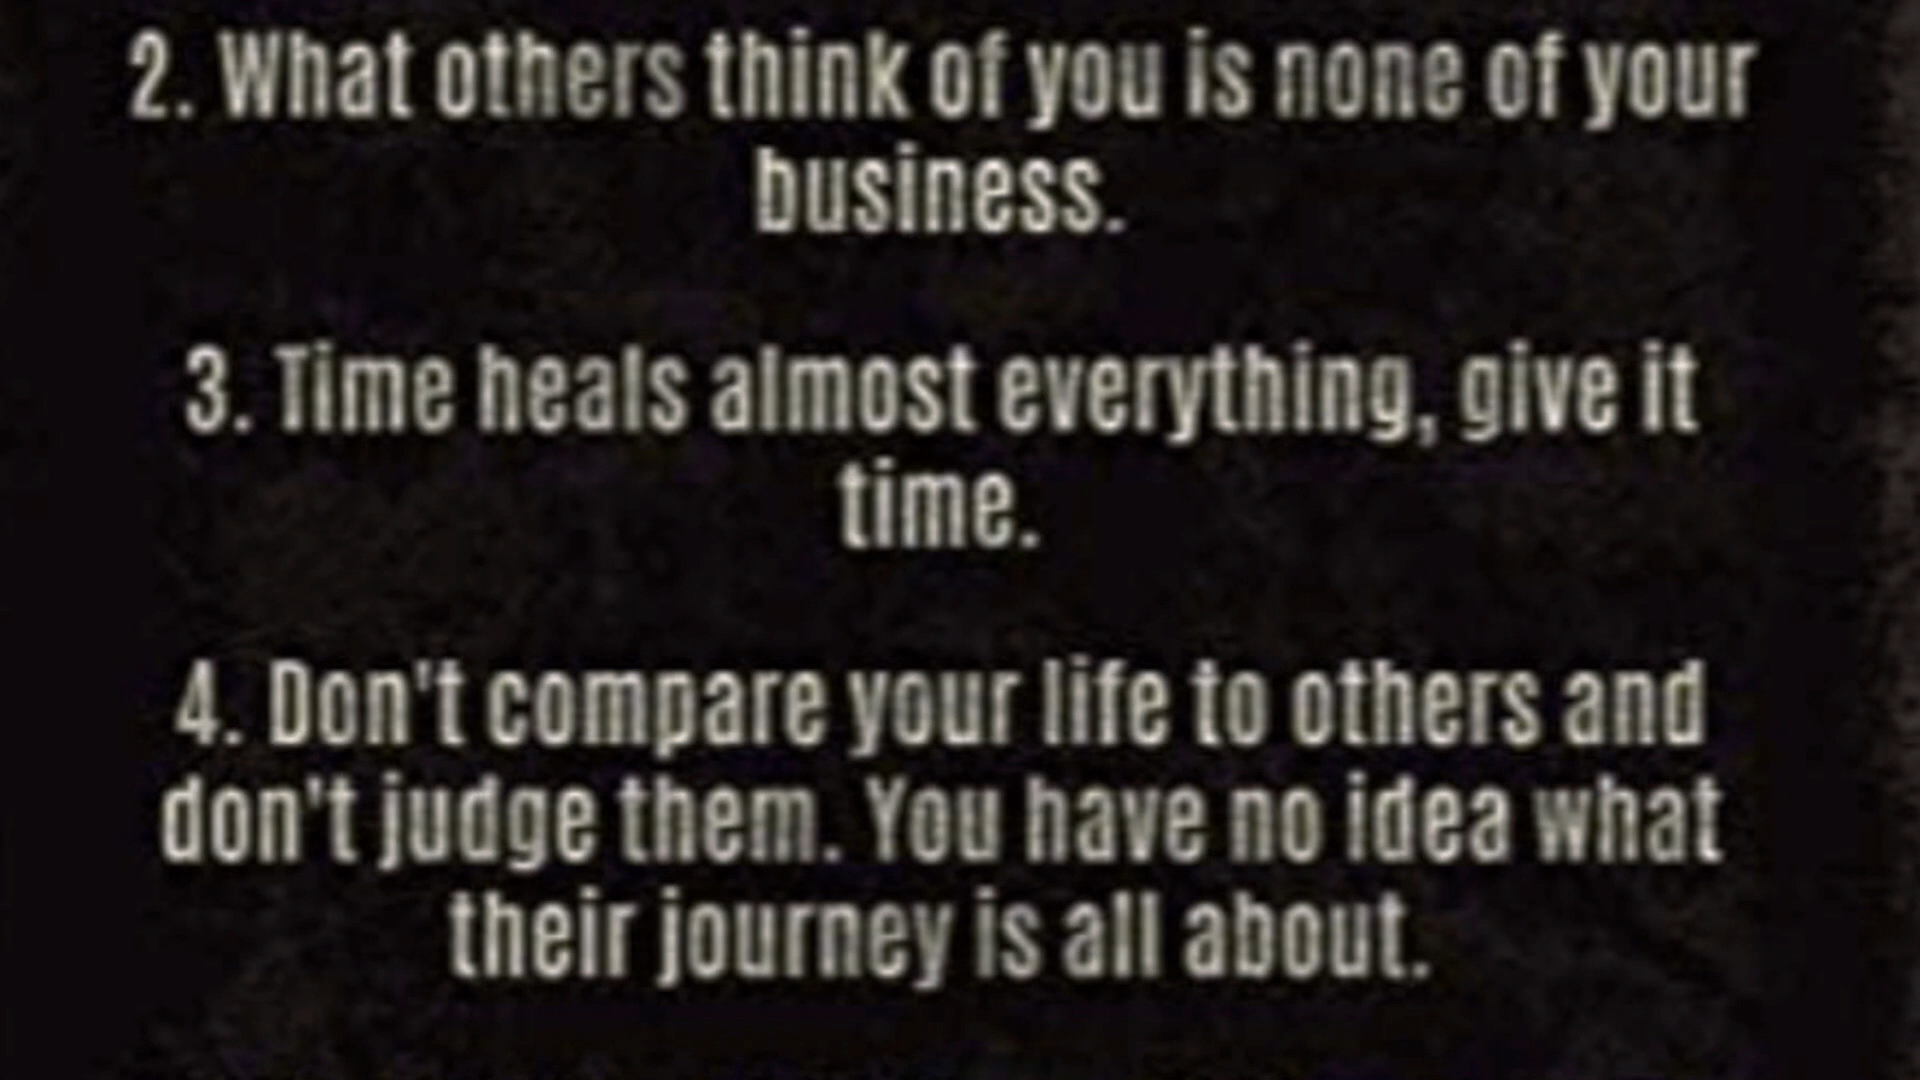 2. What others think of you is none of your
business.
3. Time heals almost everything, give it
time.
4. Don't compare your life to others and
don't judge them. You have no idea what
their journey is all about.